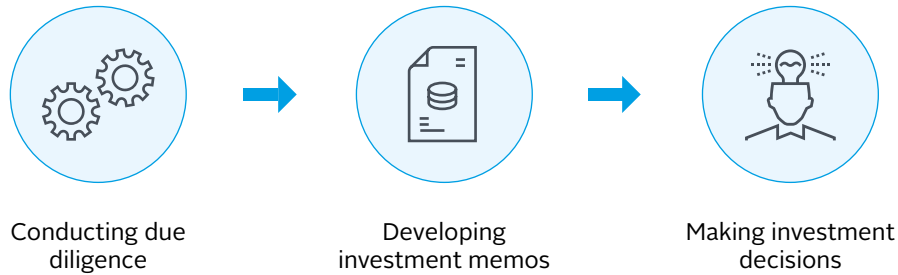 Conducting due
diligence
Developing
investment memos
Making investment
decisions